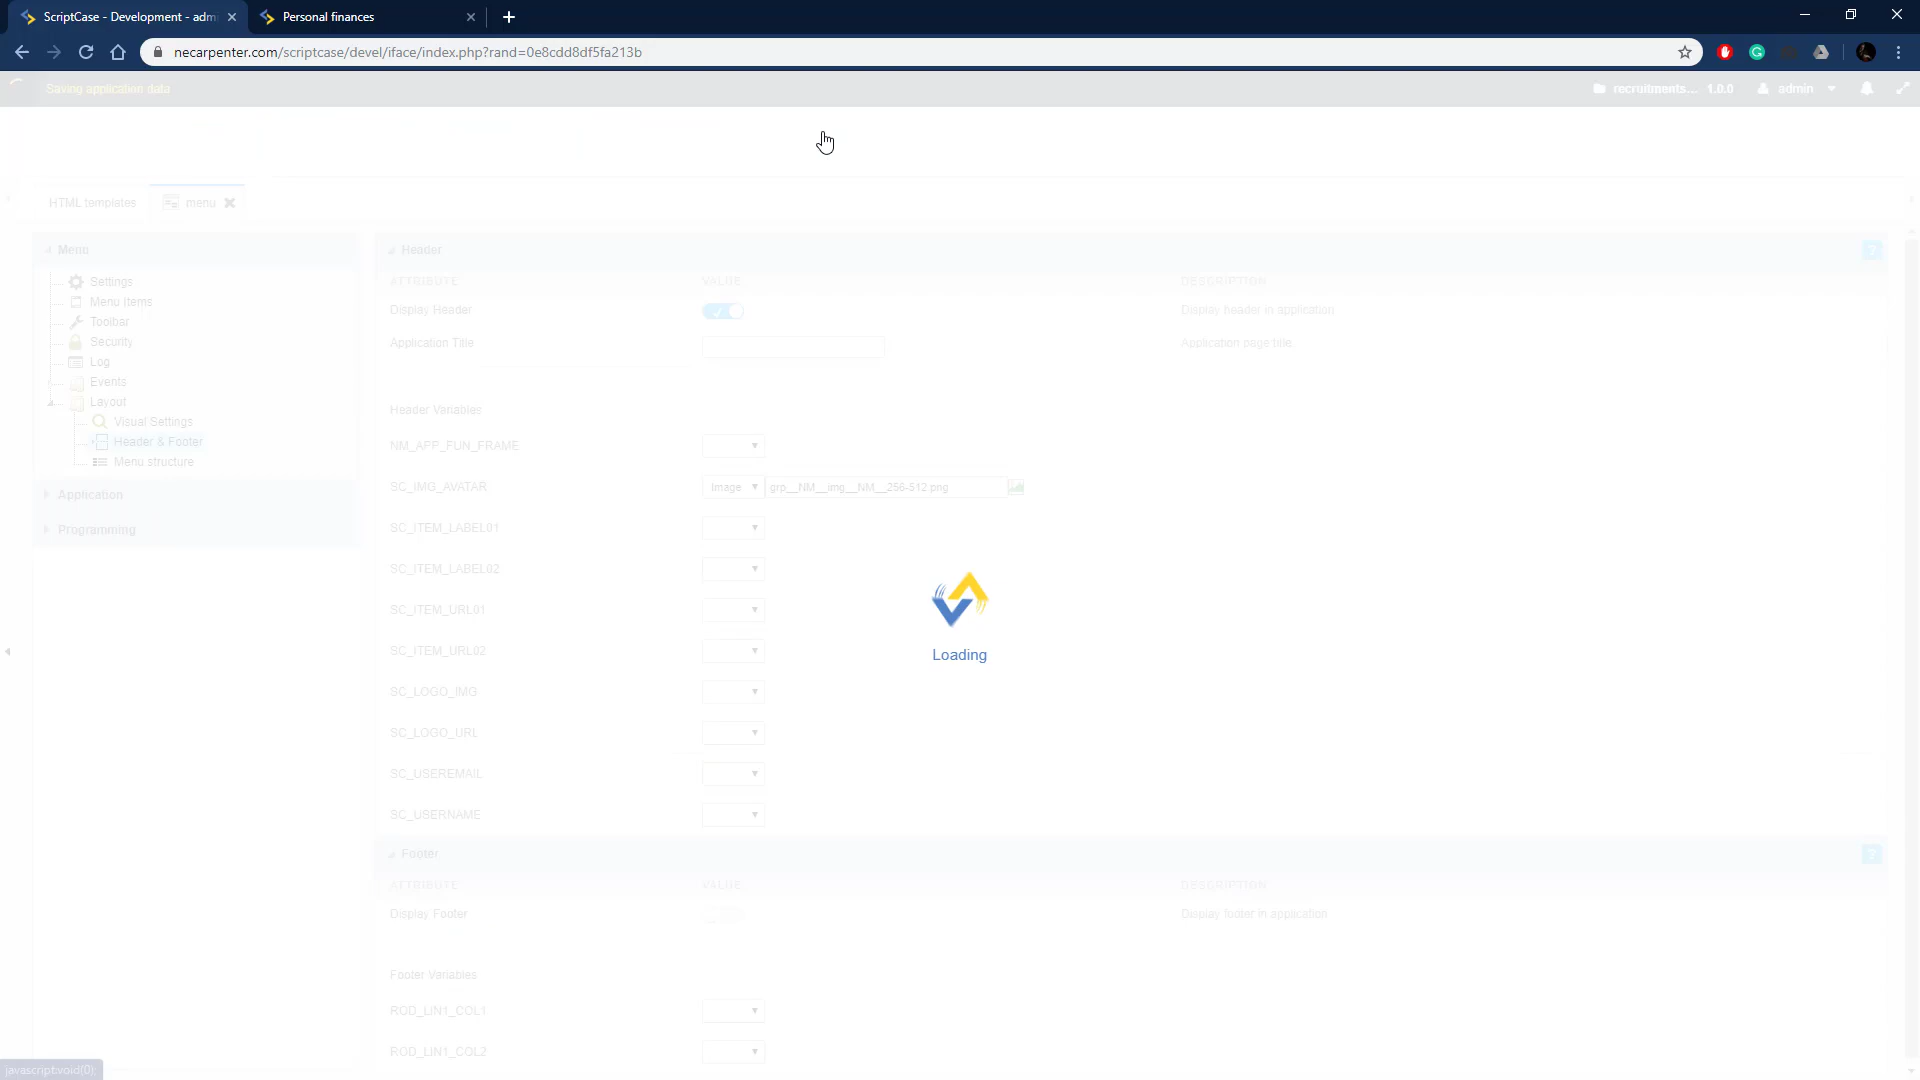 ScriptCase - Development - adm
Personal finances
necarpenter.com/scriptcase/devel/iface/index.php?rand=0e8cdd8df5fa213b
Saving application data
recruitments... 1.0.0 admin
HTML templates
menu
Menu
Settings
Menu Items
Toolbar
Security
Log
Events
Layout
Visual Settings
Header & Footer
Menu structure
Application
Programming
Header
ATTRIBUTE VALUE DESCRIPTION
Display Header Display header in application
Application Title Application page title
Header Variables
NM_APP_FUN_FRAME
SC_IMG_AVATAR Image grp__NM__img__NM__256-512.png
SC_ITEM_LABEL01
SC_ITEM_LABEL02
SC_ITEM_URL01
SC_ITEM_URL02
SC_LOGO_IMG
SC_LOGO_URL
SC_USEREMAIL
SC_USERNAME
Loading
Footer
ATTRIBUTE VALUE DESCRIPTION
Display Footer Display footer in application
Footer Variables
ROD_LIN1_COL1
ROD_LIN1_COL2
javascript:void(0);